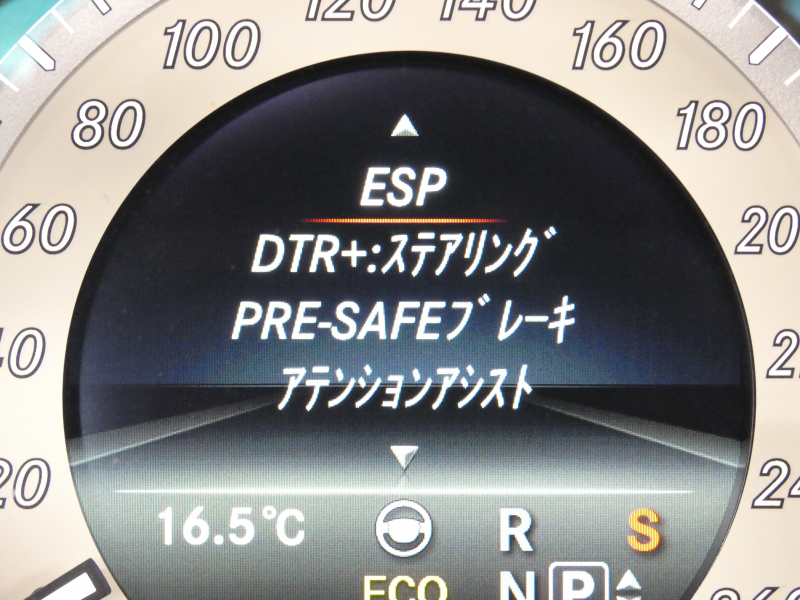 120 140
100 160
80 180
ESP
60
DTR+:ステアリング
PRE-SAFEブレーキ
アテンションアシスト
16.5℃ R S
ECO N P